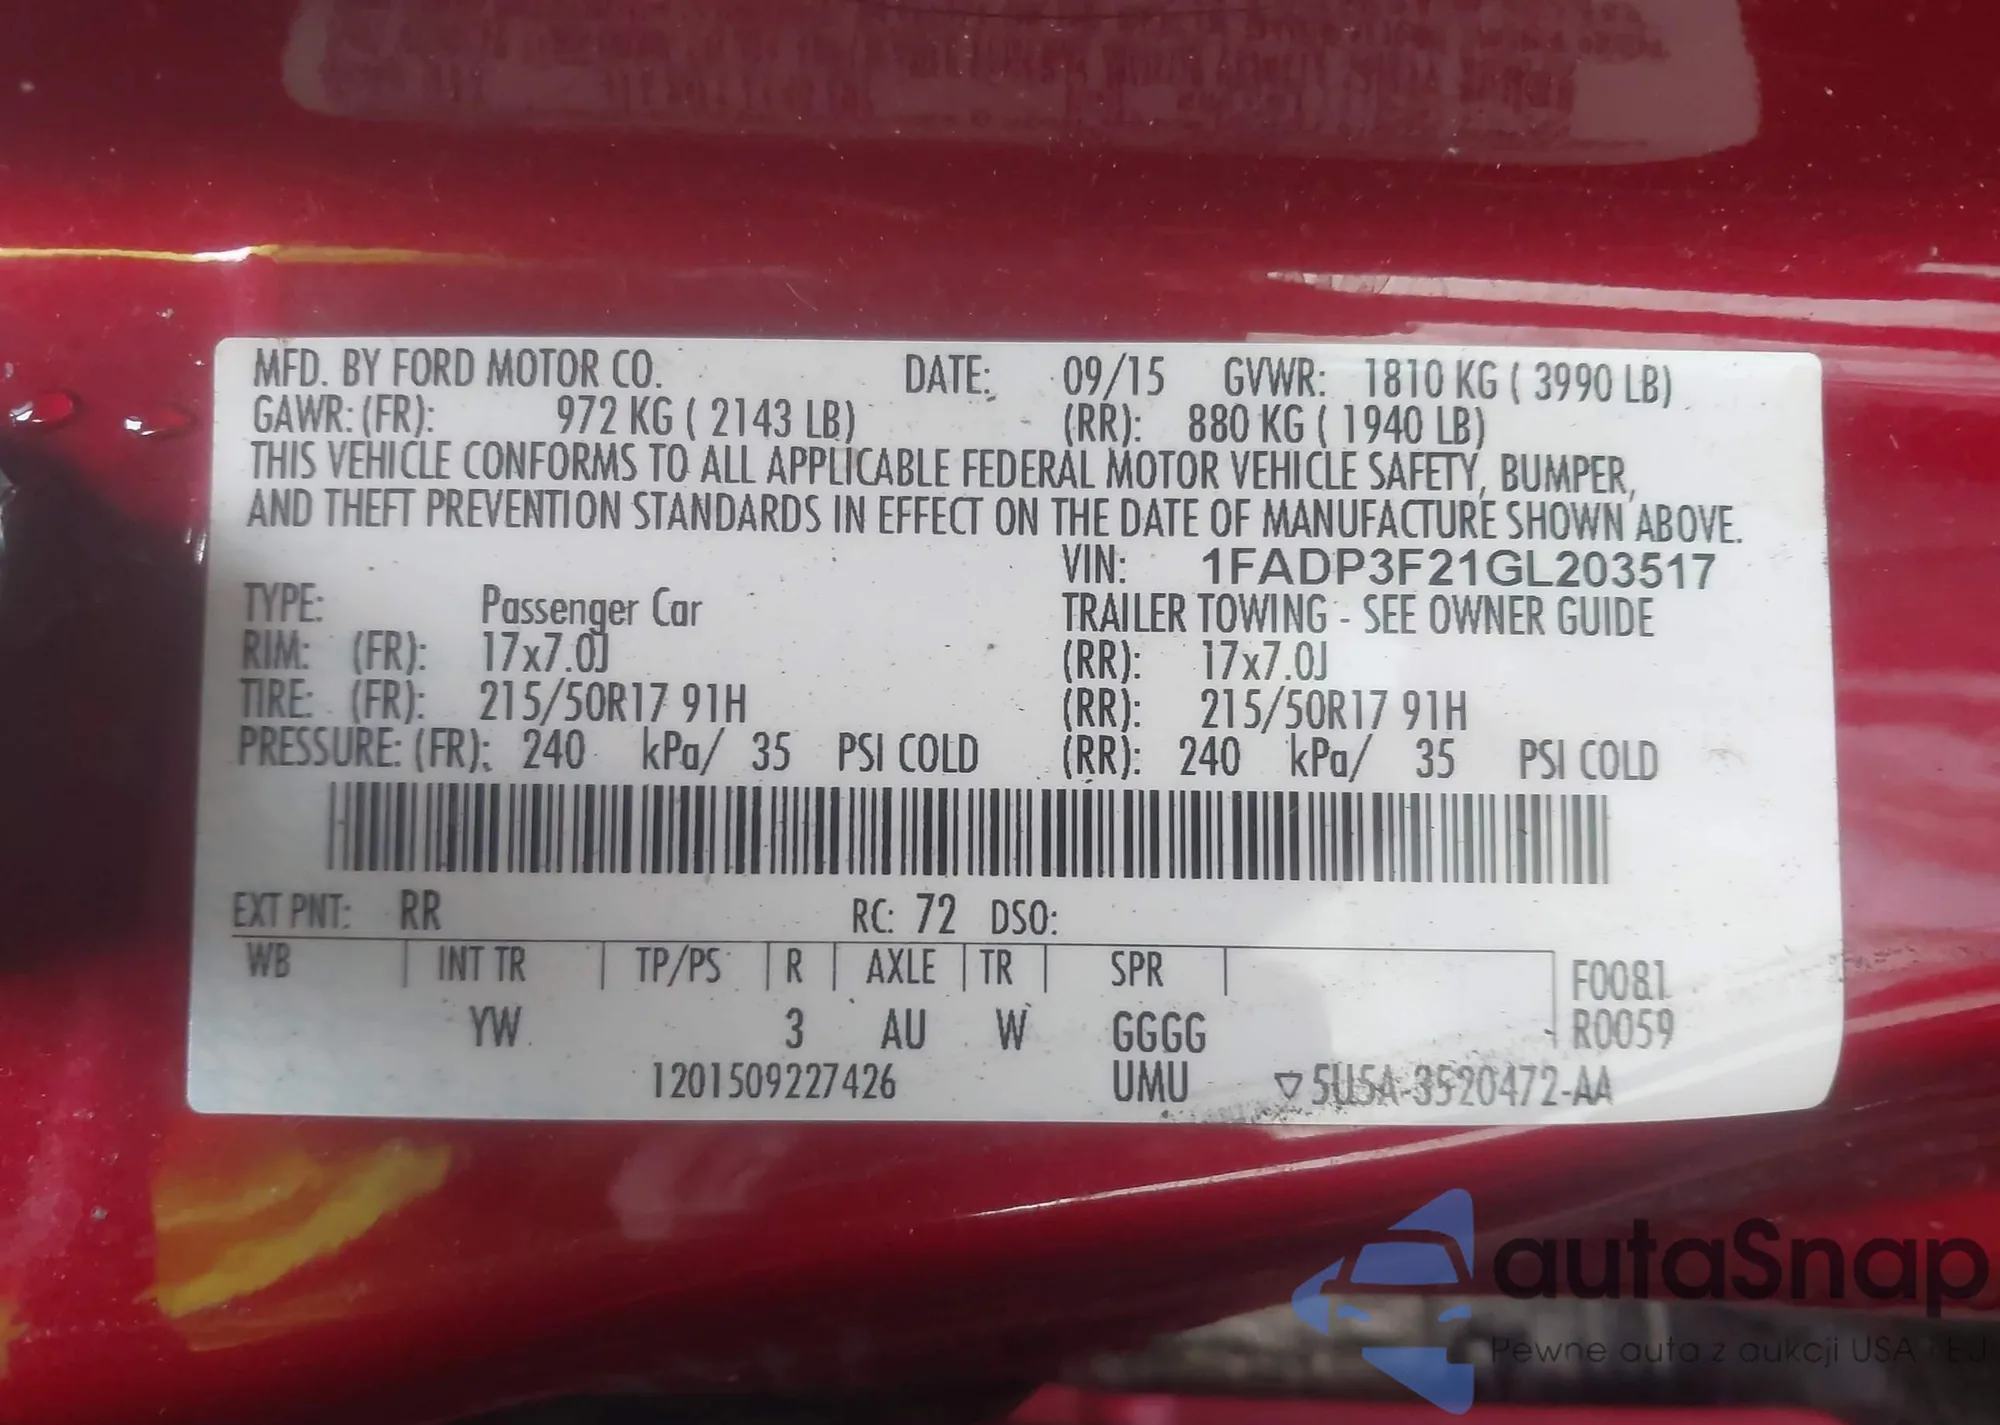 MFD. BY FORD MOTOR CO. DATE: 09/15 GVWR: 1810 KG ( 3990 LB)
GAWR: (FR): 972 KG ( 2143 LB) (RR): 880 KG ( 1940 LB)
THIS VEHICLE CONFORMS TO ALL APPLICABLE FEDERAL MOTOR VEHICLE SAFETY, BUMPER,
AND THEFT PREVENTION STANDARDS IN EFFECT ON THE DATE OF MANUFACTURE SHOWN ABOVE.
VIN: 1FADP3F21GL203517
TYPE: Passenger Car TRAILER TOWING - SEE OWNER GUIDE
RIM: (FR): 17x7.0J (RR): 17x7.0J
TIRE: (FR): 215/50R17 91H (RR): 215/50R17 91H
PRESSURE: (FR): 240 kPa/ 35 PSI COLD (RR): 240 kPa/ 35 PSI COLD
EXT PNT: RR RC: 72 DSO:
WB INT TR TP/PS R AXLE TR SPR F0081
YW 3 AU W GGGG R0059
1201509227426 UMU ▽5U5A-3520472-AA
autaSnap
Pewne auta z aukcji USA i EU